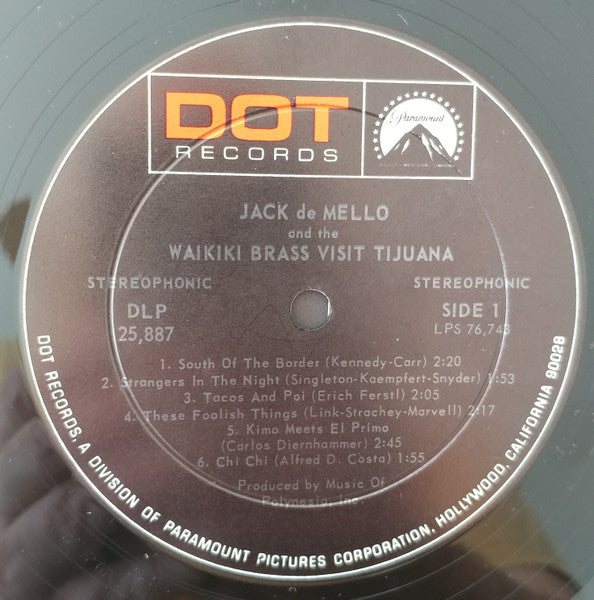 DOT
RECORDS
Paramount
JACK de MELLO
and the
WAIKIKI BRASS VISIT TIJUANA
STEREOPHONIC
STEREOPHONIC
DLP
25,887
SIDE 1
LPS 76,743
1. South Of The Border (Kennedy-Carr) 2:20
2. Strangers In The Night (Singleton-Kaempfert-Snyder) 1:53
3. Tacos And Poi (Erich Ferstl) 2:05
4. These Foolish Things (Link-Strachey-Marvell) 2:17
5. Kimo Meets El Primo
(Carlos Diernhammer) 2:45
6. Chi Chi (Alfred D. Costa) 1:55
Produced by Music Of
Polynesia, Inc.
DOT RECORDS, A DIVISION OF PARAMOUNT PICTURES CORPORATION, HOLLYWOOD, CALIFORNIA 90028